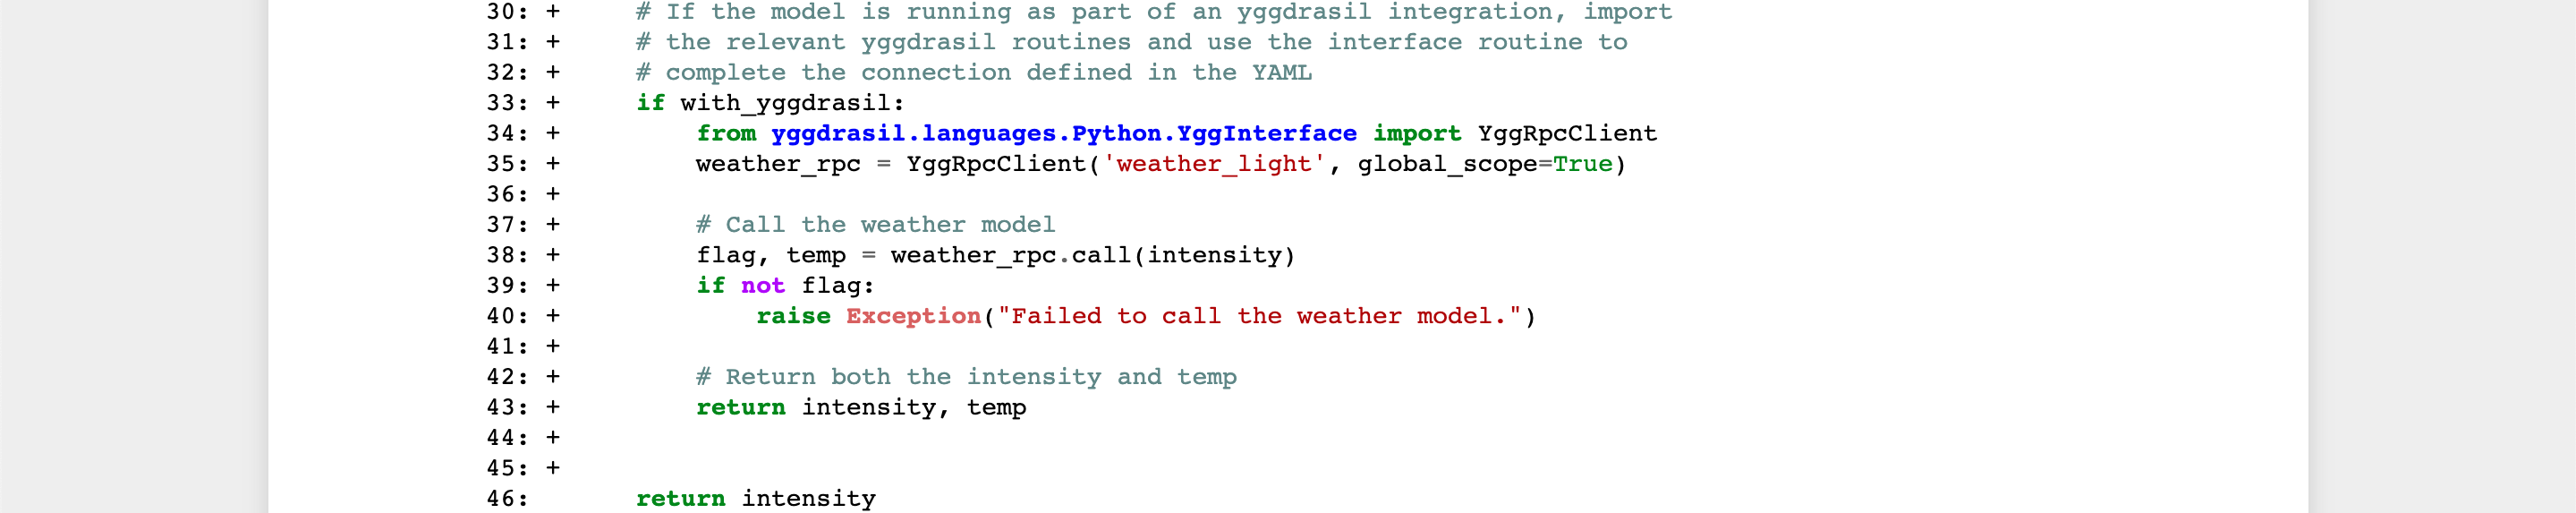 30: +     # If the model is running as part of an yggdrasil integration, import
31: +     # the relevant yggdrasil routines and use the interface routine to
32: +     # complete the connection defined in the YAML
33: +     if with_yggdrasil:
34: +         from yggdrasil.languages.Python.YggInterface import YggRpcClient
35: +         weather_rpc = YggRpcClient('weather_light', global_scope=True)
36: +
37: +         # Call the weather model
38: +         flag, temp = weather_rpc.call(intensity)
39: +         if not flag:
40: +             raise Exception("Failed to call the weather model.")
41: +
42: +         # Return both the intensity and temp
43: +         return intensity, temp
44: +
45: +
46:       return intensity